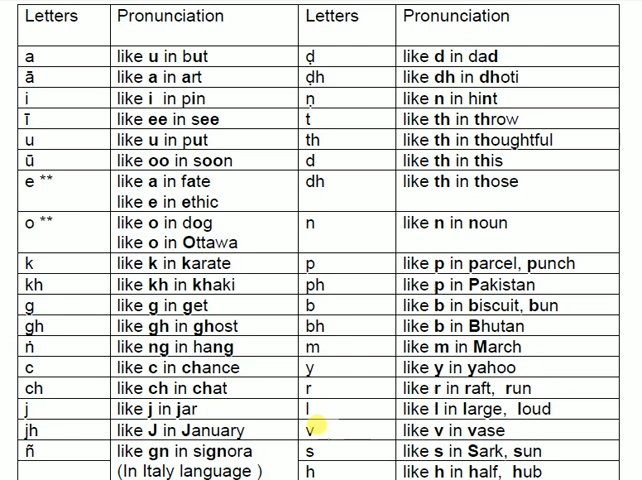 Letters Pronunciation Letters Pronunciation
a like u in but ḍ like d in dad
ā like a in art ḍh like dh in dhoti
i like i in pin ṇ like n in hint
ī like ee in see t like th in throw
u like u in put th like th in thoughtful
ū like oo in soon d like th in this
e ** like a in fate dh like th in those
like e in ethic
o ** like o in dog n like n in noun
like o in Ottawa
k like k in karate p like p in parcel, punch
kh like kh in khaki ph like p in Pakistan
g like g in get b like b in biscuit, bun
gh like gh in ghost bh like b in Bhutan
ṅ like ng in hang m like m in March
c like c in chance y like y in yahoo
ch like ch in chat r like r in raft, run
j like j in jar l like l in large, loud
jh like J in January v like v in vase
ñ like gn in signora s like s in Sark, sun
(In Italy language ) h like h in half, hub